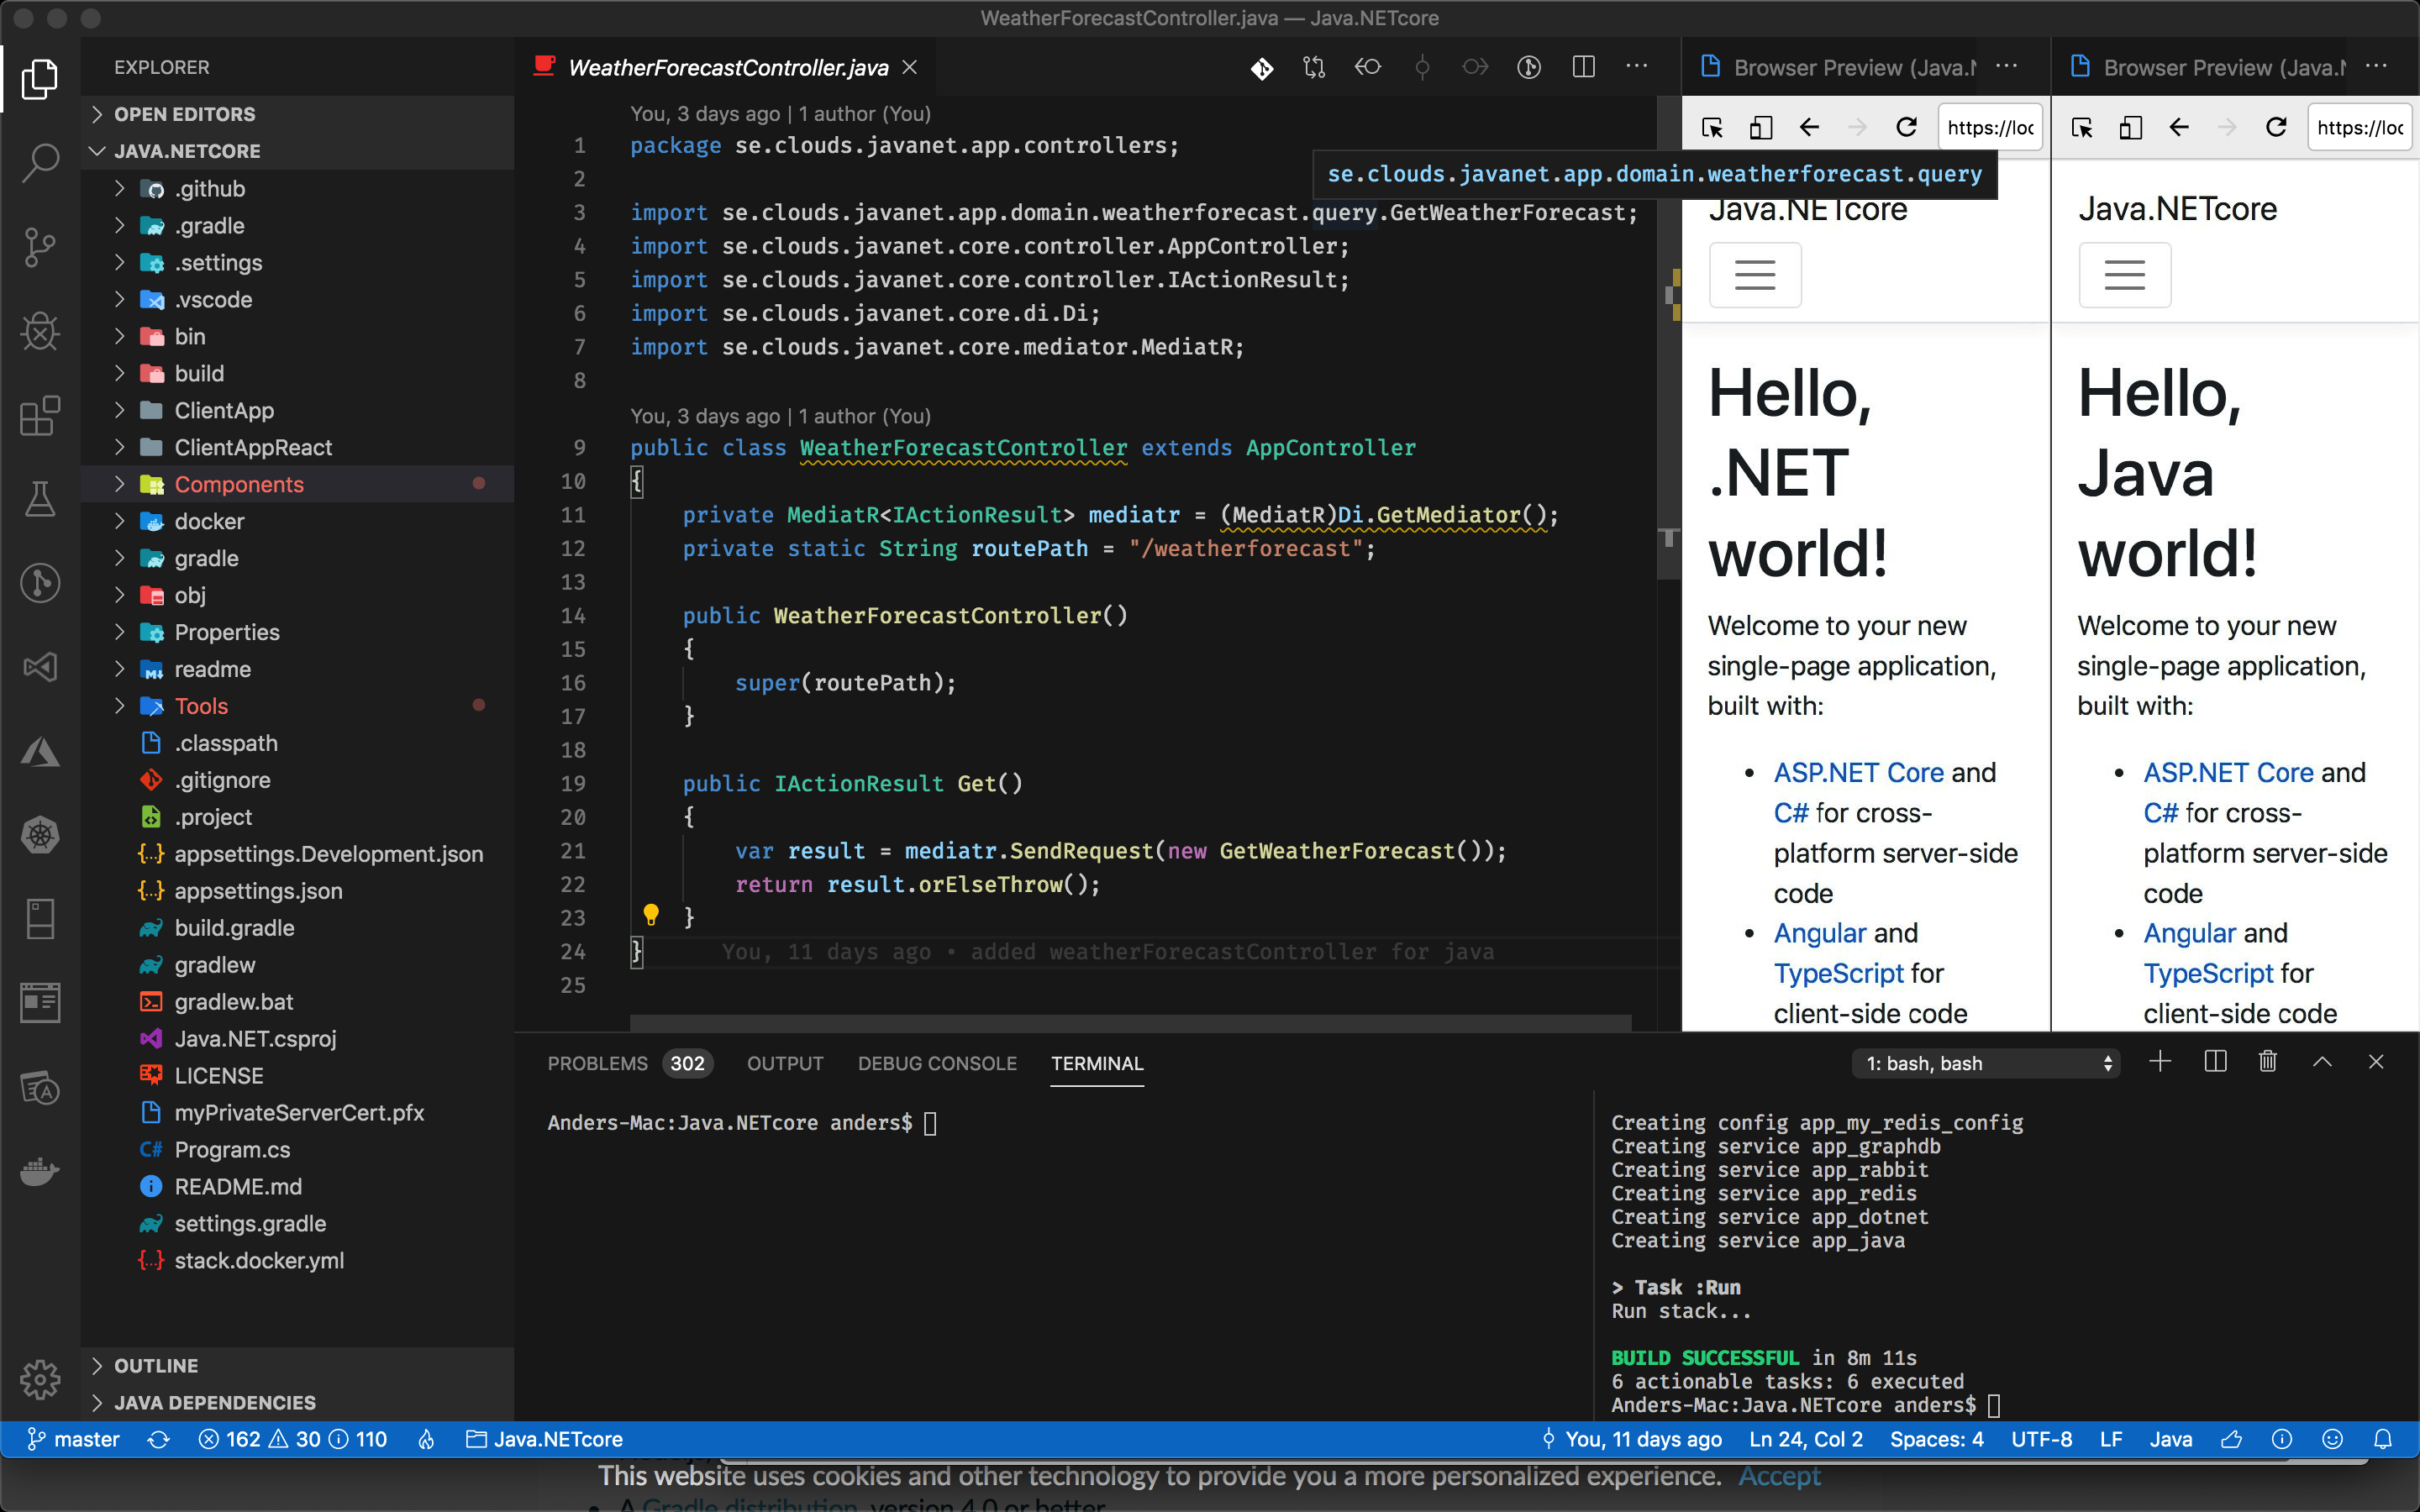 WeatherForecastController.java — Java.NETcore
EXPLORER
OPEN EDITORS
JAVA.NETCORE
.github
.gradle
.settings
.vscode
bin
build
ClientApp
ClientAppReact
Components
docker
gradle
obj
Properties
readme
Tools
.classpath
.gitignore
.project
appsettings.Development.json
appsettings.json
build.gradle
gradlew
gradlew.bat
Java.NET.csproj
LICENSE
myPrivateServerCert.pfx
C# Program.cs
README.md
settings.gradle
stack.docker.yml
OUTLINE
JAVA DEPENDENCIES
WeatherForecastController.java
You, 3 days ago | 1 author (You)
1 package se.clouds.javanet.app.controllers;
2
se.clouds.javanet.app.domain.weatherforecast.query
3 import se.clouds.javanet.app.domain.weatherforecast.query.GetWeatherForecast;
4 import se.clouds.javanet.core.controller.AppController;
5 import se.clouds.javanet.core.controller.IActionResult;
6 import se.clouds.javanet.core.di.Di;
7 import se.clouds.javanet.core.mediator.MediatR;
8
You, 3 days ago | 1 author (You)
9 public class WeatherForecastController extends AppController
10 {
11 private MediatR<IActionResult> mediatr = (MediatR)Di.GetMediator();
12 private static String routePath = "/weatherforecast";
13
14 public WeatherForecastController()
15 {
16 super(routePath);
17 }
18
19 public IActionResult Get()
20 {
21 var result = mediatr.SendRequest(new GetWeatherForecast());
22 return result.orElseThrow();
23 }
24 } You, 11 days ago • added weatherForecastController for java
25
Browser Preview (Java.N
https://loc
Java.NETcore
Hello,
.NET
world!
Welcome to your new
single-page application,
built with:
• ASP.NET Core and
C# for cross-
platform server-side
code
• Angular and
TypeScript for
client-side code
Browser Preview (Java.N
https://loc
Java.NETcore
Hello,
Java
world!
Welcome to your new
single-page application,
built with:
• ASP.NET Core and
C# for cross-
platform server-side
code
• Angular and
TypeScript for
client-side code
PROBLEMS 302 OUTPUT DEBUG CONSOLE TERMINAL 1: bash, bash
Anders-Mac:Java.NETcore anders$
Creating config app_my_redis_config
Creating service app_graphdb
Creating service app_rabbit
Creating service app_redis
Creating service app_dotnet
Creating service app_java
> Task :Run
Run stack...
BUILD SUCCESSFUL in 8m 11s
6 actionable tasks: 6 executed
Anders-Mac:Java.NETcore anders$
master 162 30 110 Java.NETcore You, 11 days ago Ln 24, Col 2 Spaces: 4 UTF-8 LF Java
This website uses cookies and other technology to provide you a more personalized experience. Accept
• A Gradle distribution, version 4.0 or better